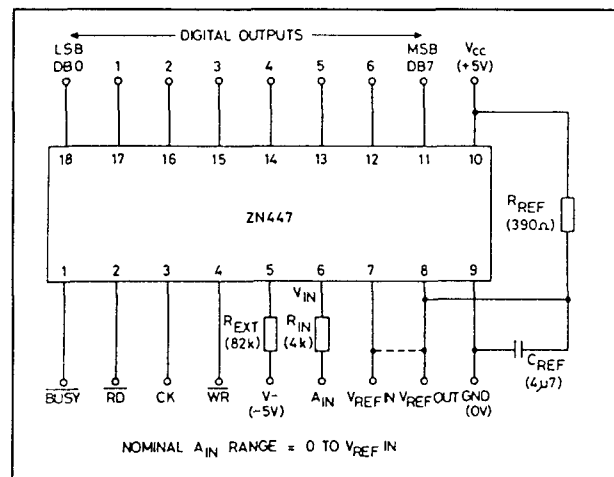 DIGITAL OUTPUTS
LSB MSB VCC
DB0 1 2 3 4 5 6 DB7 (+5V)
18 17 16 15 14 13 12 11 10
RREF
(390Ω)
ZN447
1 2 3 4 5 6 7 8 9
VIN
REXT RIN
(82k) (4k)
CREF
(4µ7)
BUSY RD CK WR V- AIN VREF IN VREF OUT GND
(-5V) (0V)
NOMINAL AIN RANGE = 0 TO VREF IN